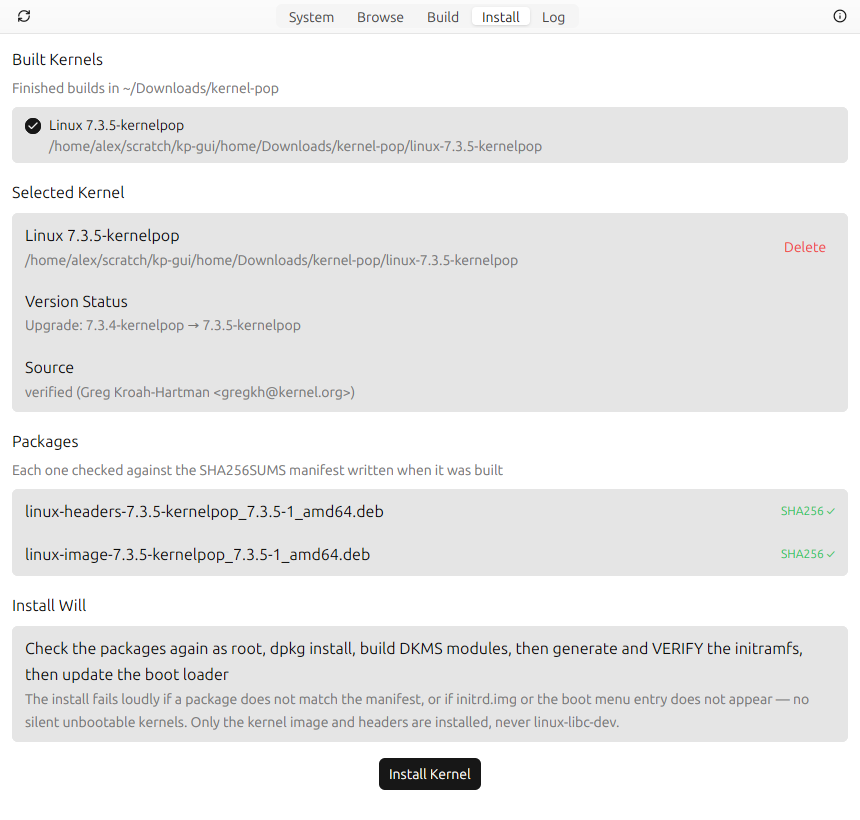 System Browse Build Install Log
Built Kernels
Finished builds in ~/Downloads/kernel-pop
Linux 7.3.5-kernelpop
/home/alex/scratch/kp-gui/home/Downloads/kernel-pop/linux-7.3.5-kernelpop
Selected Kernel
Linux 7.3.5-kernelpop
/home/alex/scratch/kp-gui/home/Downloads/kernel-pop/linux-7.3.5-kernelpop
Delete
Version Status
Upgrade: 7.3.4-kernelpop → 7.3.5-kernelpop
Source
verified (Greg Kroah-Hartman <gregkh@kernel.org>)
Packages
Each one checked against the SHA256SUMS manifest written when it was built
linux-headers-7.3.5-kernelpop_7.3.5-1_amd64.deb SHA256 ✓
linux-image-7.3.5-kernelpop_7.3.5-1_amd64.deb SHA256 ✓
Install Will
Check the packages again as root, dpkg install, build DKMS modules, then generate and VERIFY the initramfs,
then update the boot loader
The install fails loudly if a package does not match the manifest, or if initrd.img or the boot menu entry does not appear — no
silent unbootable kernels. Only the kernel image and headers are installed, never linux-libc-dev.
Install Kernel